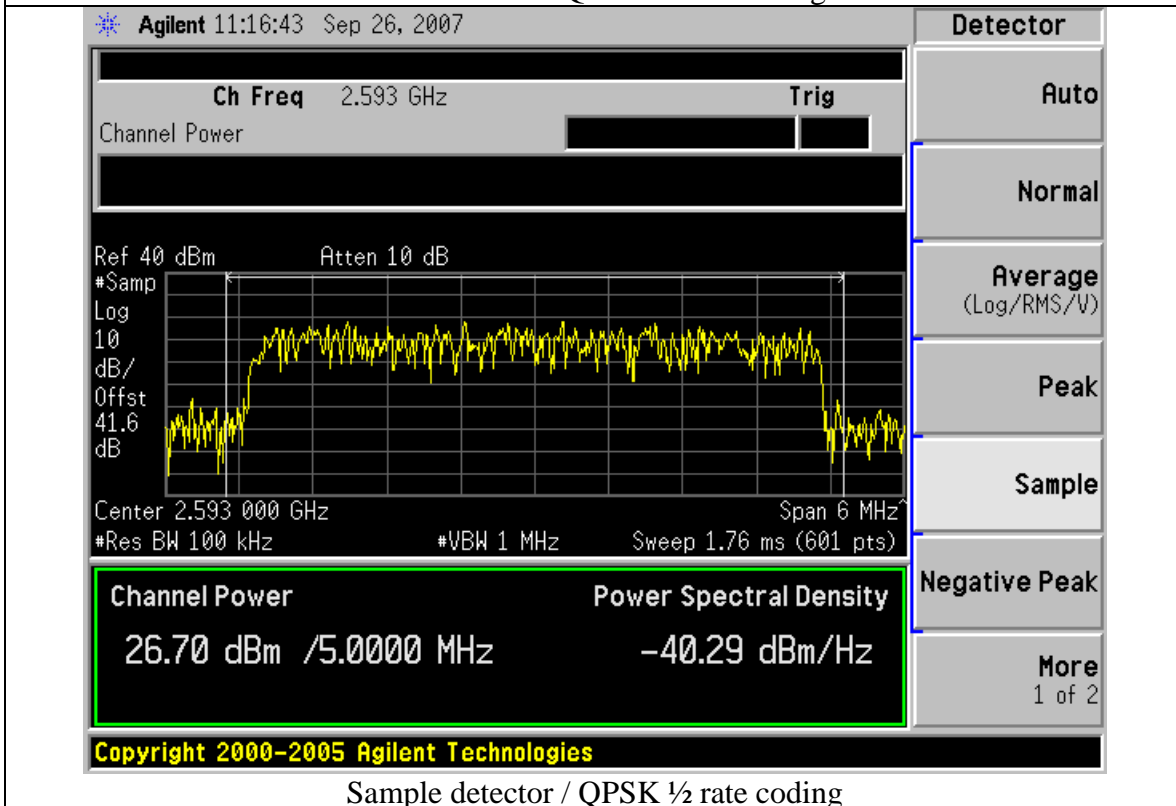 Agilent 11:16:43 Sep 26, 2007 Detector
Ch Freq 2.593 GHz Trig
Channel Power
Auto
Normal
Ref 40 dBm Atten 10 dB
#Samp
Log
10
dB/
Offst
41.6
dB
Average
(Log/RMS/V)
Peak
Sample
Center 2.593 000 GHz Span 6 MHz^
#Res BW 100 kHz #VBW 1 MHz Sweep 1.76 ms (601 pts)
Channel Power Power Spectral Density
26.70 dBm /5.0000 MHz -40.29 dBm/Hz
Negative Peak
More
1 of 2
Copyright 2000-2005 Agilent Technologies
Sample detector / QPSK ½ rate coding